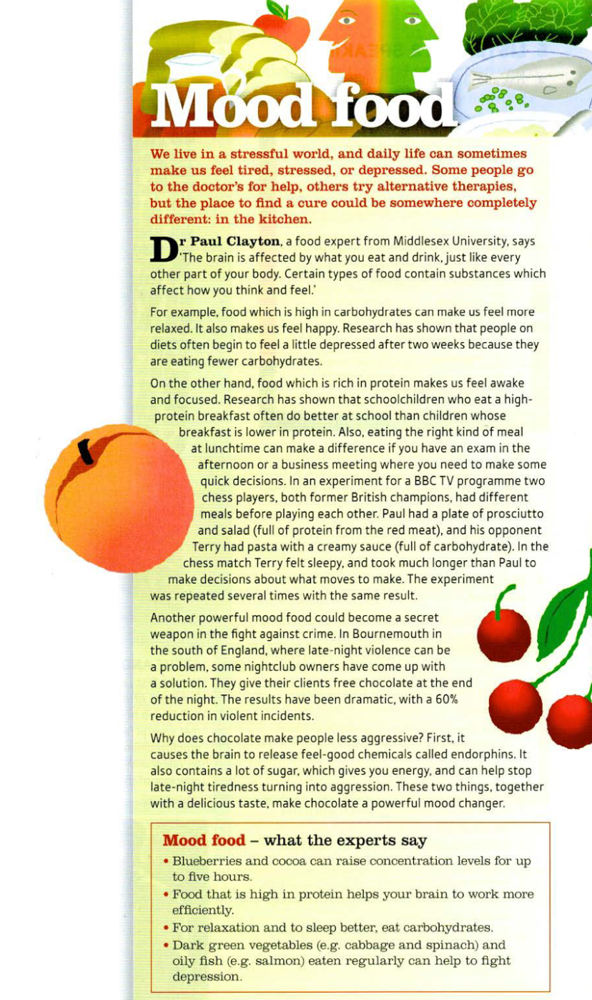 Mood food
We live in a stressful world, and daily life can sometimes
make us feel tired, stressed, or depressed. Some people go
to the doctor's for help, others try alternative therapies,
but the place to find a cure could be somewhere completely
different: in the kitchen.
Dr Paul Clayton, a food expert from Middlesex University, says
'The brain is affected by what you eat and drink, just like every
other part of your body. Certain types of food contain substances which
affect how you think and feel.'
For example, food which is high in carbohydrates can make us feel more
relaxed. It also makes us feel happy. Research has shown that people on
diets often begin to feel a little depressed after two weeks because they
are eating fewer carbohydrates.
On the other hand, food which is rich in protein makes us feel awake
and focused. Research has shown that schoolchildren who eat a high-
protein breakfast often do better at school than children whose
breakfast is lower in protein. Also, eating the right kind of meal
at lunchtime can make a difference if you have an exam in the
afternoon or a business meeting where you need to make some
quick decisions. In an experiment for a BBC TV programme two
chess players, both former British champions, had different
meals before playing each other. Paul had a plate of prosciutto
and salad (full of protein from the red meat), and his opponent
Terry had pasta with a creamy sauce (full of carbohydrate). In the
chess match Terry felt sleepy, and took much longer than Paul to
make decisions about what moves to make. The experiment
was repeated several times with the same result.
Another powerful mood food could become a secret
weapon in the fight against crime. In Bournemouth in
the south of England, where late-night violence can be
a problem, some nightclub owners have come up with
a solution. They give their clients free chocolate at the end
of the night. The results have been dramatic, with a 60%
reduction in violent incidents.
Why does chocolate make people less aggressive? First, it
causes the brain to release feel-good chemicals called endorphins. It
also contains a lot of sugar, which gives you energy, and can help stop
late-night tiredness turning into aggression. These two things, together
with a delicious taste, make chocolate a powerful mood changer.
Mood food – what the experts say
• Blueberries and cocoa can raise concentration levels for up
to five hours.
• Food that is high in protein helps your brain to work more
efficiently.
• For relaxation and to sleep better, eat carbohydrates.
• Dark green vegetables (e.g. cabbage and spinach) and
oily fish (e.g. salmon) eaten regularly can help to fight
depression.